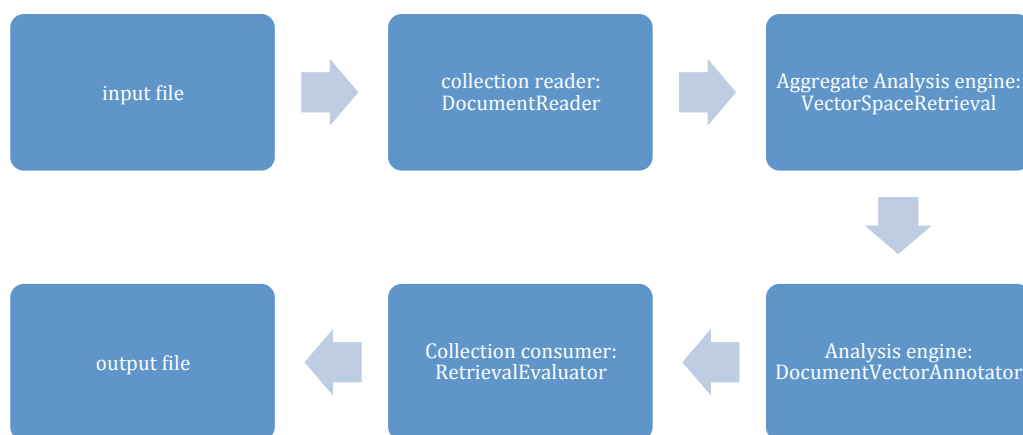 input file
collection reader:
DocumentReader
Aggregate Analysis engine:
VectorSpaceRetrieval
Analysis engine:
DocumentVectorAnnotator
Collection consumer:
RetrievalEvaluator
output file